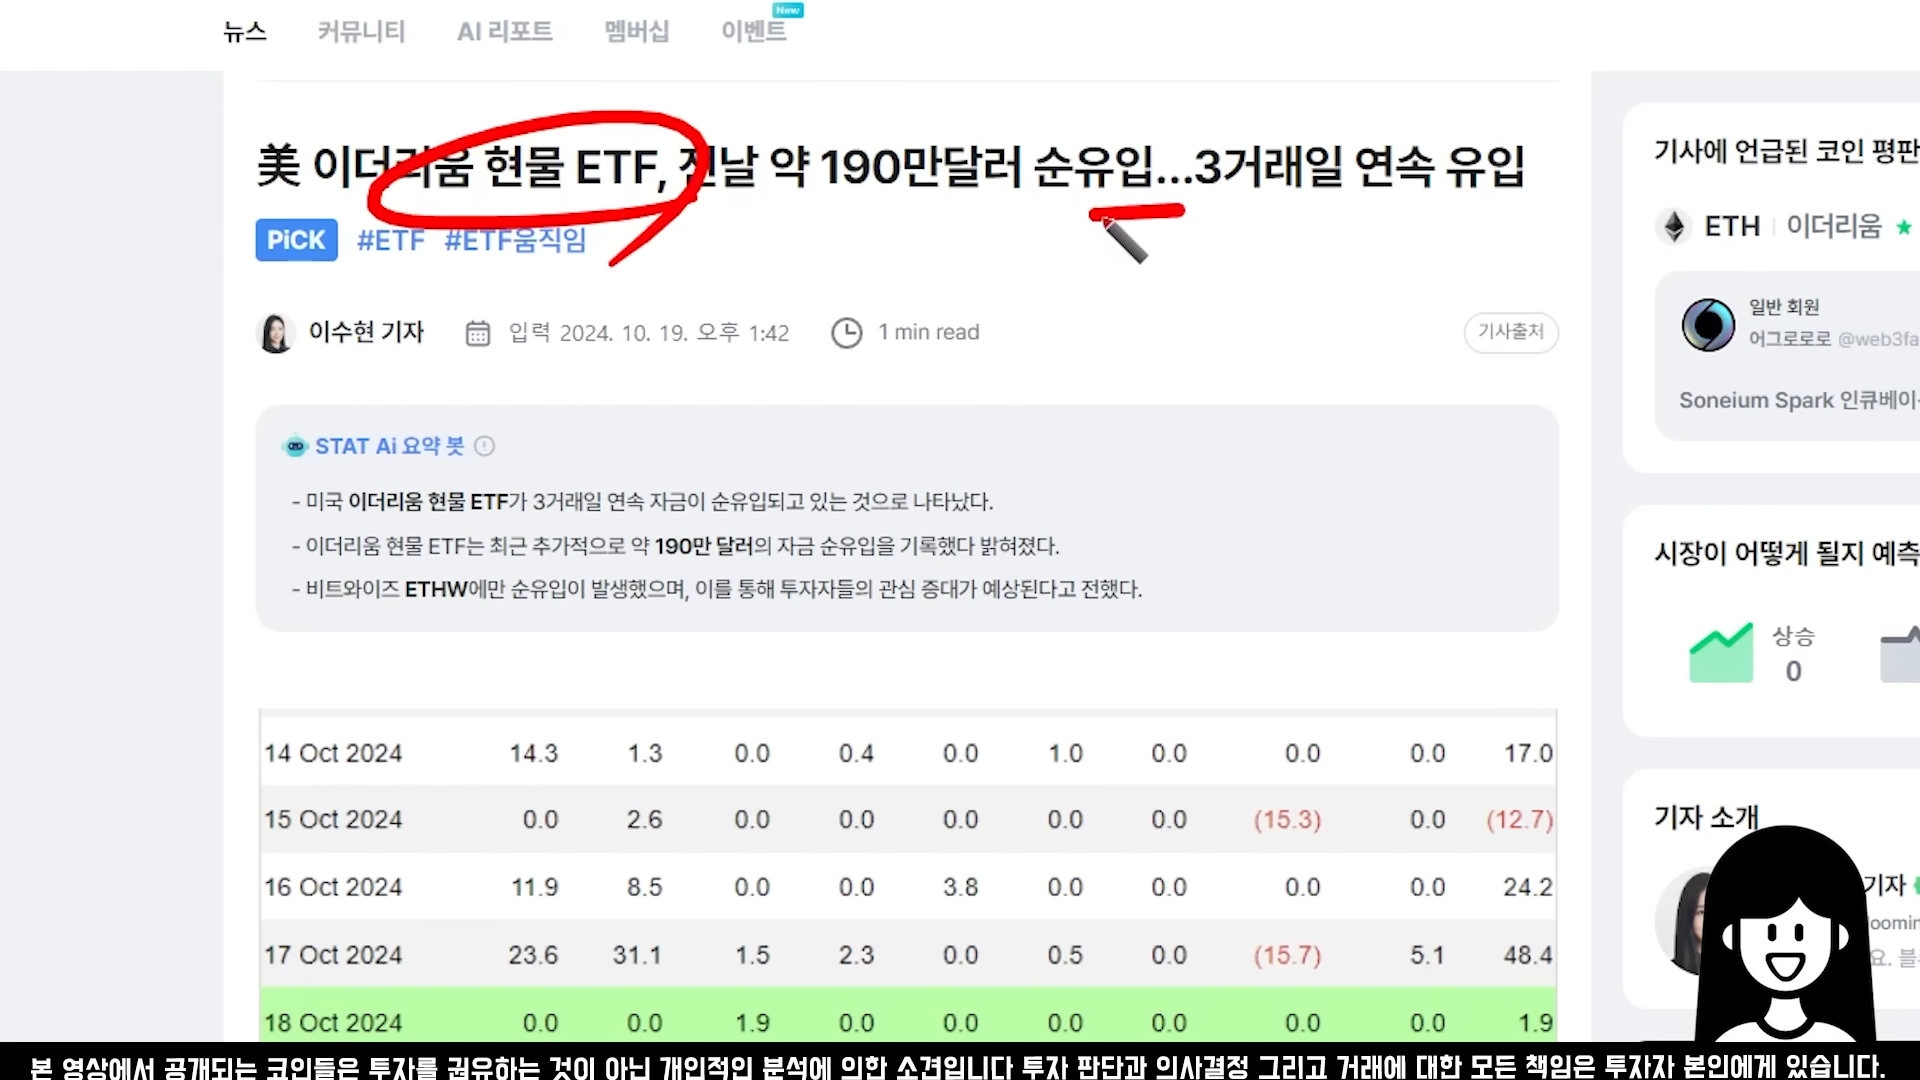 뉴스 커뮤니티 AI 리포트 멤버십 이벤트 New
美 이더리움 현물 ETF, 전날 약 190만달러 순유입...3거래일 연속 유입
PiCK #ETF #ETF움직임
이수현 기자 입력 2024. 10. 19. 오후 1:42 1 min read 기사출처
STAT Ai 요약 봇
- 미국 이더리움 현물 ETF가 3거래일 연속 자금이 순유입되고 있는 것으로 나타났다.
- 이더리움 현물 ETF는 최근 추가적으로 약 190만 달러의 자금 순유입을 기록했다 밝혀졌다.
- 비트와이즈 ETHW에만 순유입이 발생했으며, 이를 통해 투자자들의 관심 증대가 예상된다고 전했다.
14 Oct 2024 14.3 1.3 0.0 0.4 0.0 1.0 0.0 0.0 0.0 17.0
15 Oct 2024 0.0 2.6 0.0 0.0 0.0 0.0 0.0 (15.3) 0.0 (12.7)
16 Oct 2024 11.9 8.5 0.0 0.0 3.8 0.0 0.0 0.0 0.0 24.2
17 Oct 2024 23.6 31.1 1.5 2.3 0.0 0.5 0.0 (15.7) 5.1 48.4
18 Oct 2024 0.0 0.0 1.9 0.0 0.0 0.0 0.0 0.0 0.0 1.9
기사에 언급된 코인 평판
ETH 이더리움
일반 회원
어그로로로 @web3fa
Soneium Spark 인큐베이
시장이 어떻게 될지 예측
상승
0
기자 소개
기자
loomin
요. 블
본 영상에서 공개되는 코인들은 투자를 권유하는 것이 아닌 개인적인 분석에 의한 소견입니다 투자 판단과 의사결정 그리고 거래에 대한 모든 책임은 투자자 본인에게 있습니다.